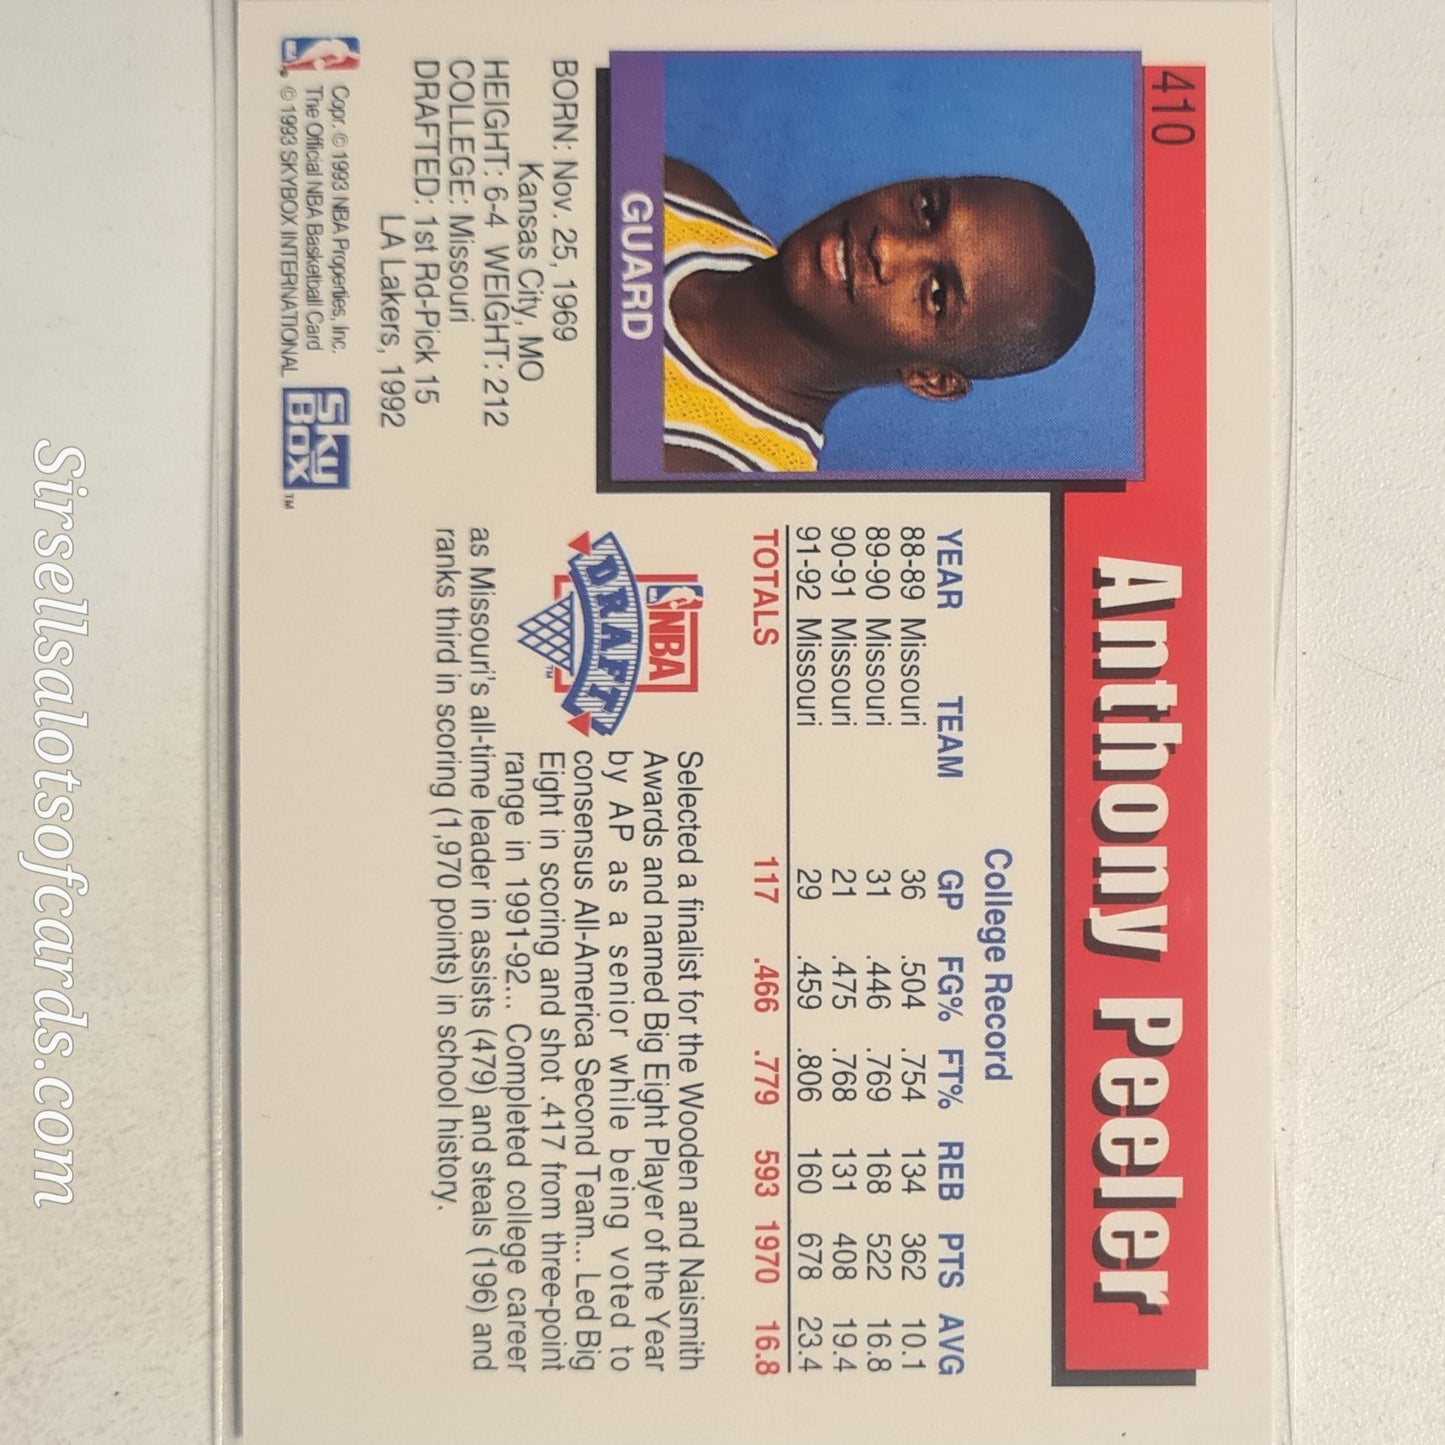 410
Anthony Peeler
GUARD
BORN: Nov. 25, 1969
Kansas City, MO
HEIGHT: 6-4 WEIGHT: 212
COLLEGE: Missouri
DRAFTED: 1st Rd-Pick 15
LA Lakers, 1992
Copr. © 1993 NBA Properties, Inc.
The Official NBA Basketball Card
© 1993 SKYBOX INTERNATIONAL
SkyBox TM
College Record
YEAR TEAM GP FG% FT% REB PTS AVG
88-89 Missouri 36 .504 .754 134 362 10.1
89-90 Missouri 31 .446 .769 168 522 16.8
90-91 Missouri 21 .475 .768 131 408 19.4
91-92 Missouri 29 .459 .806 160 678 23.4
TOTALS 117 .466 .779 593 1970 16.8
NBA
DRAFT TM
Selected a finalist for the Wooden and Naismith
Awards and named Big Eight Player of the Year
by AP as a senior while being voted to
consensus All-America Second Team... Led Big
Eight in scoring and shot .417 from three-point
range in 1991-92... Completed college career
as Missouri's all-time leader in assists (479) and steals (196) and
ranks third in scoring (1,970 points) in school history.
Sirsellsalotsofcards.com